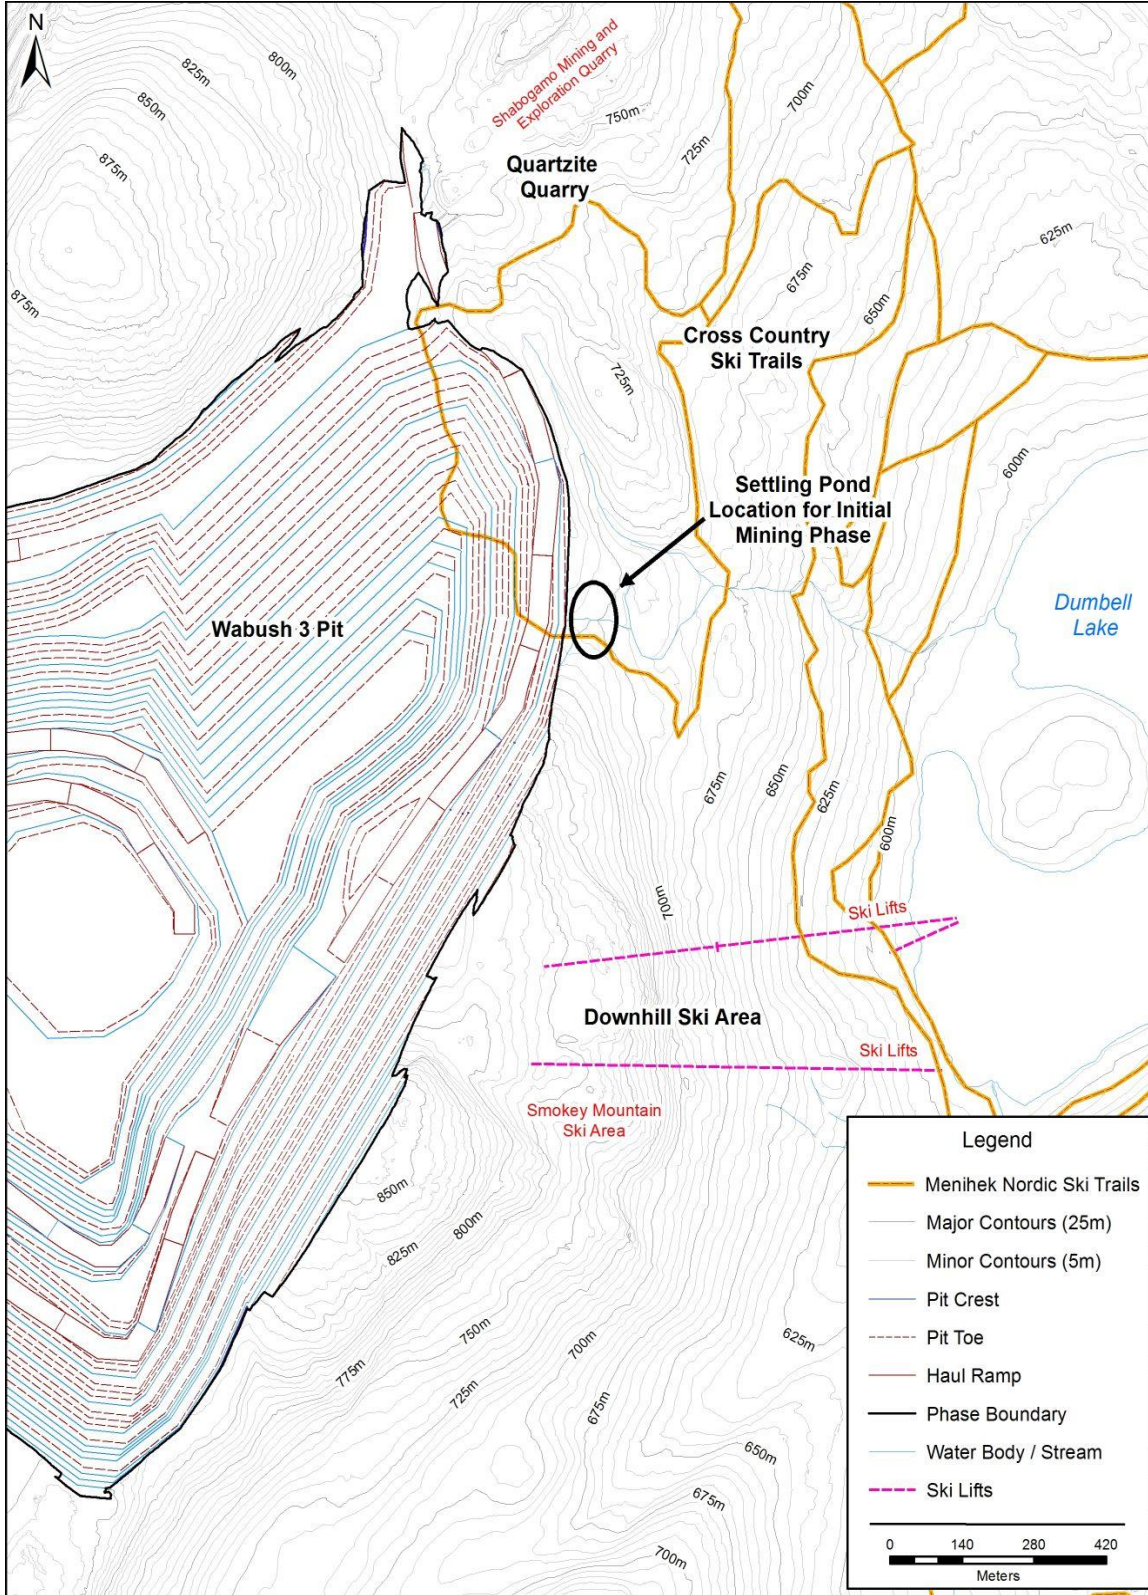 N
800m
825m
850m
875m
875m
Shabogamo Mining and
Exploration Quarry
750m
700m
725m
Quartzite
Quarry
625m
675m
650m
Cross Country
Ski Trails
725m
600m
Settling Pond
Location for Initial
Mining Phase
Dumbell
Lake
Wabush 3 Pit
675m
650m
625m
600m
700m
Ski Lifts
Downhill Ski Area
Ski Lifts
Smokey Mountain
Ski Area
850m
800m
825m
750m
700m
775m
725m
675m
625m
650m
675m
700m
Legend
Menihek Nordic Ski Trails
Major Contours (25m)
Minor Contours (5m)
Pit Crest
Pit Toe
Haul Ramp
Phase Boundary
Water Body / Stream
Ski Lifts
0 140 280 420
Meters